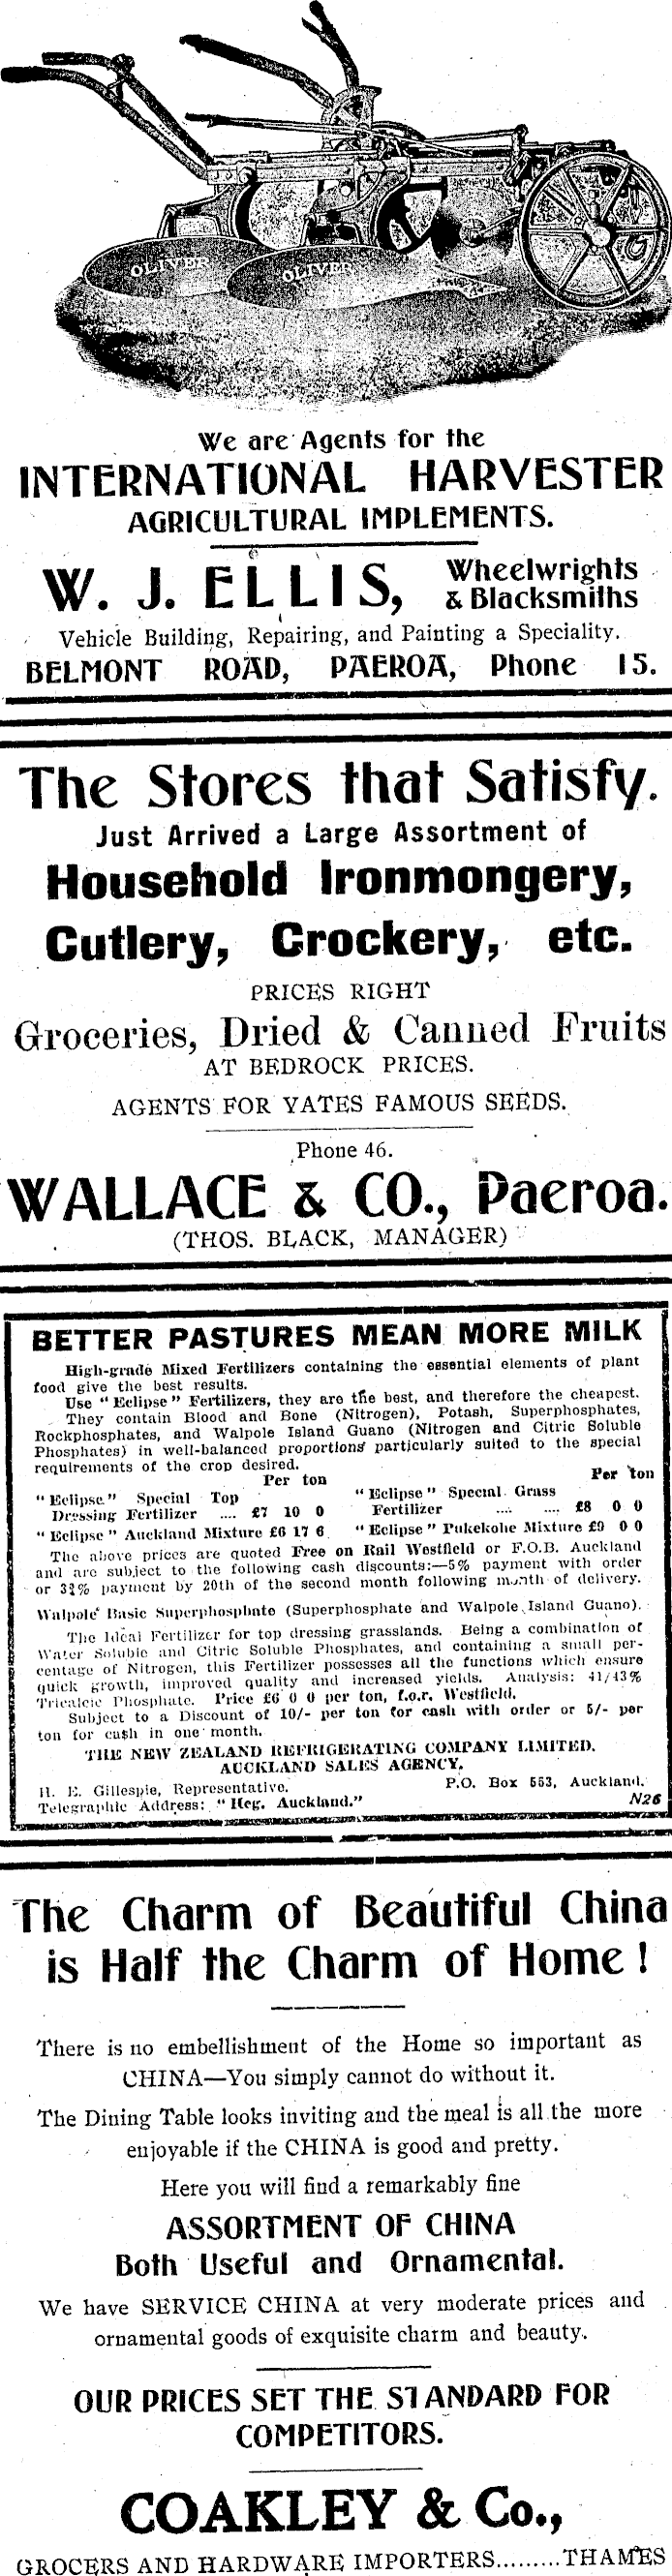 OLIVER OLIVER
We are Agents for the
INTERNATIONAL HARVESTER
AGRICULTURAL IMPLEMENTS.
W. J. ELLIS, Wheelwrights
& Blacksmiths
Vehicle Building, Repairing, and Painting a Speciality.
BELMONT ROAD, PAEROA, Phone 15.
The Stores that Satisfy.
Just Arrived a Large Assortment of
Household Ironmongery,
Cutlery, Crockery, etc.
PRICES RIGHT
Groceries, Dried & Canned Fruits
AT BEDROCK PRICES.
AGENTS FOR YATES FAMOUS SEEDS.
Phone 46.
WALLACE & CO., Paeroa.
(THOS. BLACK, MANAGER)
BETTER PASTURES MEAN MORE MILK
High-grade Mixed Fertilizers containing the essential elements of plant
food give the best results.
Use "Eclipse" Fertilizers, they are the best, and therefore the cheapest.
They contain Blood and Bone (Nitrogen), Potash, Superphosphates,
Rockphosphates, and Walpole Island Guano (Nitrogen and Citric Soluble
Phosphates) in well-balanced proportions particularly suited to the special
requirements of the crop desired.
Per ton Per ton
"Eclipse" Special Top "Eclipse" Special Grass
Dressing Fertilizer .... £7 10 0 Fertilizer .... .... £8 0 0
"Eclipse" Auckland Mixture £6 17 6 "Eclipse" Pukekohe Mixture £9 0 0
The above prices are quoted Free on Rail Westfield or F.O.B. Auckland
and are subject to the following cash discounts:—5% payment with order
or 3¾% payment by 20th of the second month following month of delivery.
Walpole Basic Superphosphate (Superphosphate and Walpole Island Guano).
The Ideal Fertilizer for top dressing grasslands. Being a combination of
Water Soluble and Citric Soluble Phosphates, and containing a small per-
centage of Nitrogen, this Fertilizer possesses all the functions which ensure
quick growth, improved quality and increased yields. Analysis: 41/43%
Tricalcic Phosphate. Price £6 0 0 per ton, f.o.r. Westfield.
Subject to a Discount of 10/- per ton for cash with order or 5/- per
ton for cash in one month.
THE NEW ZEALAND REFRIGERATING COMPANY LIMITED.
AUCKLAND SALES AGENCY.
H. E. Gillespie, Representative. P.O. Box 553, Auckland.
Telegraphic Address: "Reg. Auckland." N26
The Charm of Beautiful China
is Half the Charm of Home!
There is no embellishment of the Home so important as
CHINA—You simply cannot do without it.
The Dining Table looks inviting and the meal is all the more
enjoyable if the CHINA is good and pretty.
Here you will find a remarkably fine
ASSORTMENT OF CHINA
Both Useful and Ornamental.
We have SERVICE CHINA at very moderate prices and
ornamental goods of exquisite charm and beauty.
OUR PRICES SET THE STANDARD FOR
COMPETITORS.
COAKLEY & Co.,
GROCERS AND HARDWARE IMPORTERS.........THAMES